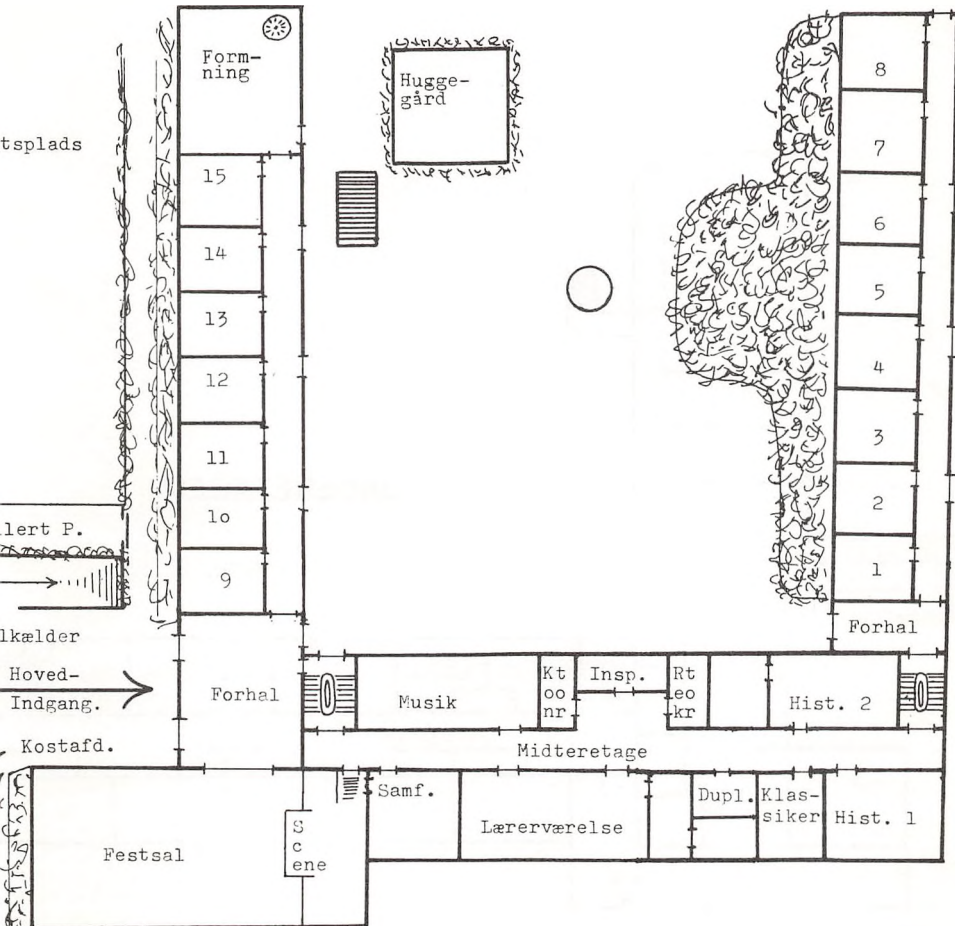 Form-
ning
Hugge-
gård
tsplads
15
14
13
12
11
lo
9
8
7
6
5
4
3
2
1
lert P.
lkælder
Hoved-
Indgang.
Kostafd.
Forhal
Forhal
Musik
Kt
oo
nr
Insp.
Rt
eo
kr
Hist. 2
Midteretage
Festsal
S
c
ene
Samf.
Lærerværelse
Dupl.
Klas-
siker
Hist. l